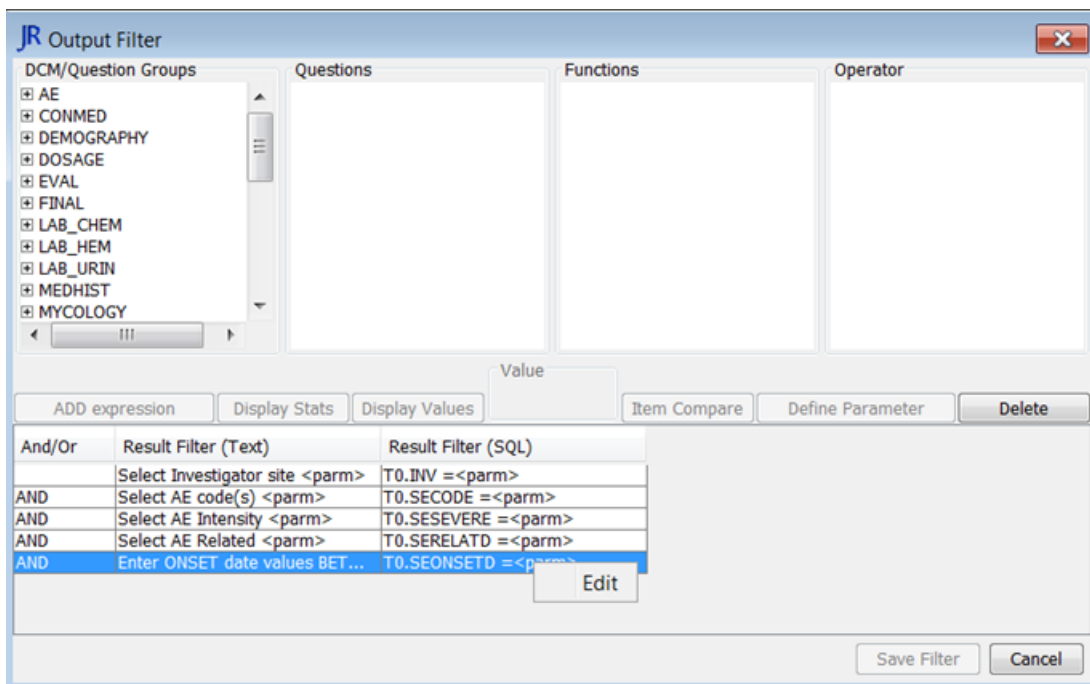 JR Output Filter
DCM/Question Groups Questions Functions Operator
AE
CONMED
DEMOGRAPHY
DOSAGE
EVAL
FINAL
LAB_CHEM
LAB_HEM
LAB_URIN
MEDHIST
MYCOLOGY
Value
ADD expression Display Stats Display Values Item Compare Define Parameter Delete
And/Or Result Filter (Text) Result Filter (SQL)
Select Investigator site <parm> T0.INV =<parm>
AND Select AE code(s) <parm> T0.SECODE =<parm>
AND Select AE Intensity <parm> T0.SESEVERE =<parm>
AND Select AE Related <parm> T0.SERELATD =<parm>
AND Enter ONSET date values BET... T0.SEONSETD =<parm>
Edit
Save Filter Cancel